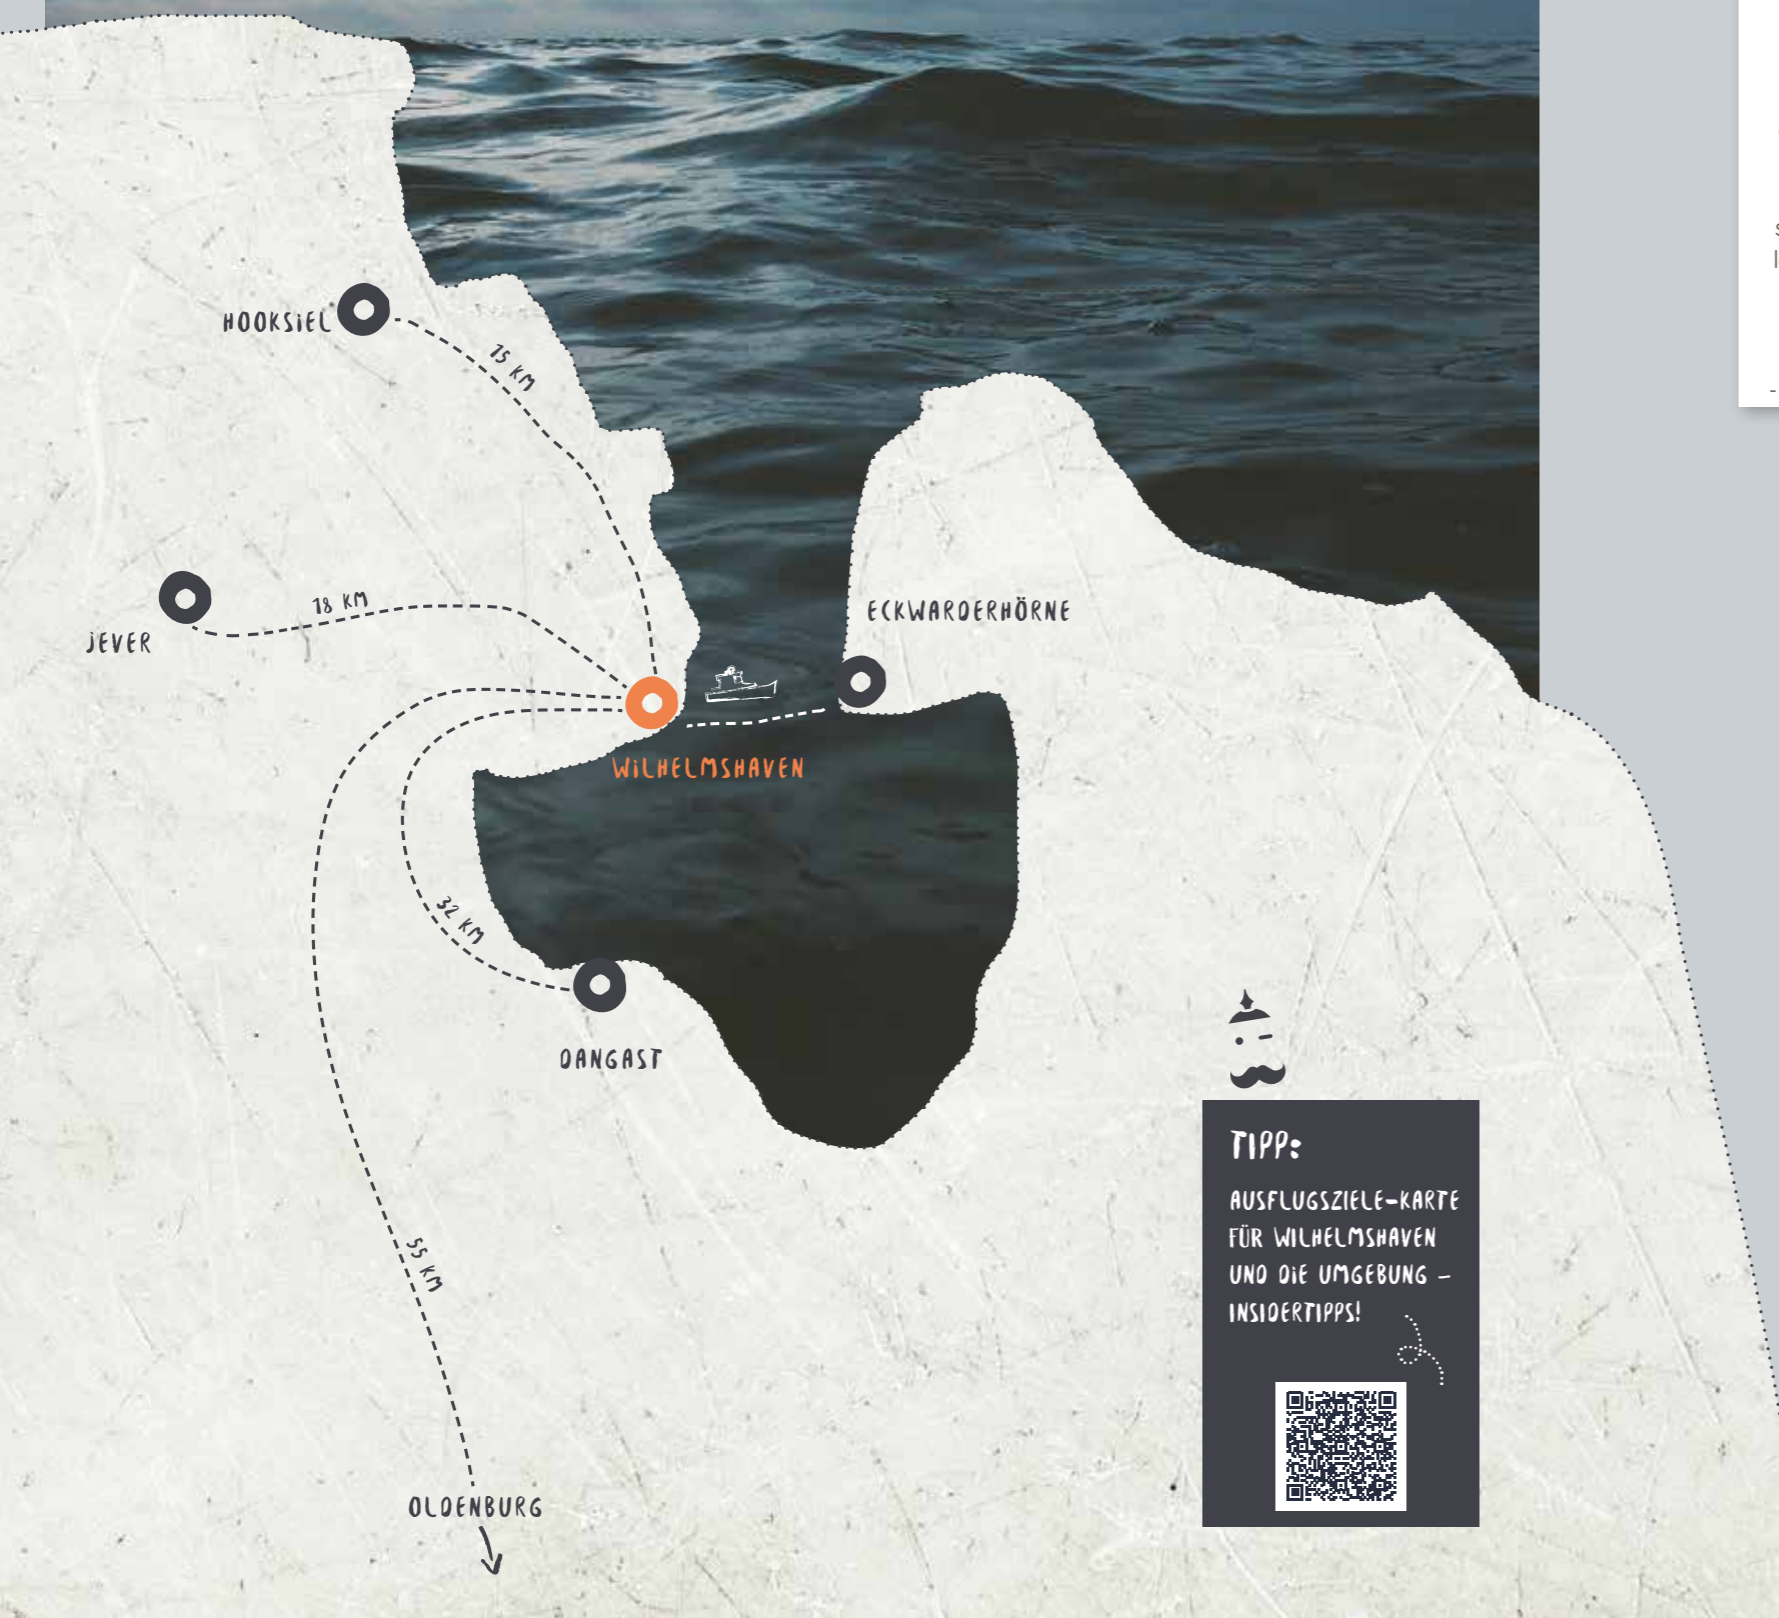 HOOKSIEL
15 KM
JEVER
18 KM
ECKWARDERHÖRNE
WILHELMSHAVEN
32 KM
DANGAST
55 KM
OLDENBURG
TIPP:
AUSFLUGSZIELE-KARTE
FÜR WILHELMSHAVEN
UND DIE UMGEBUNG –
INSIDERTIPPS!